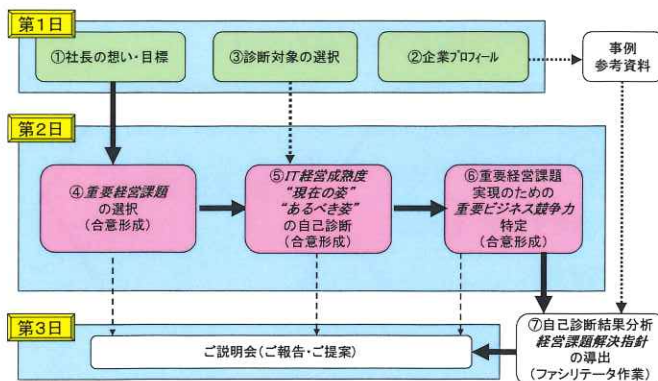 第1日
①社長の想い・目標
③診断対象の選択
②企業プロフィール
事例
参考資料
第2日
④重要経営課題
の選択
(合意形成)
⑤IT経営成熟度
“現在の姿”
“あるべき姿”
の自己診断
(合意形成)
⑥重要経営課題
実現のための
重要ビジネス競争力
特定
(合意形成)
第3日
ご説明会(ご報告・ご提案)
⑦自己診断結果分析
経営課題解決指針
の導出
(ファシリテータ作業)